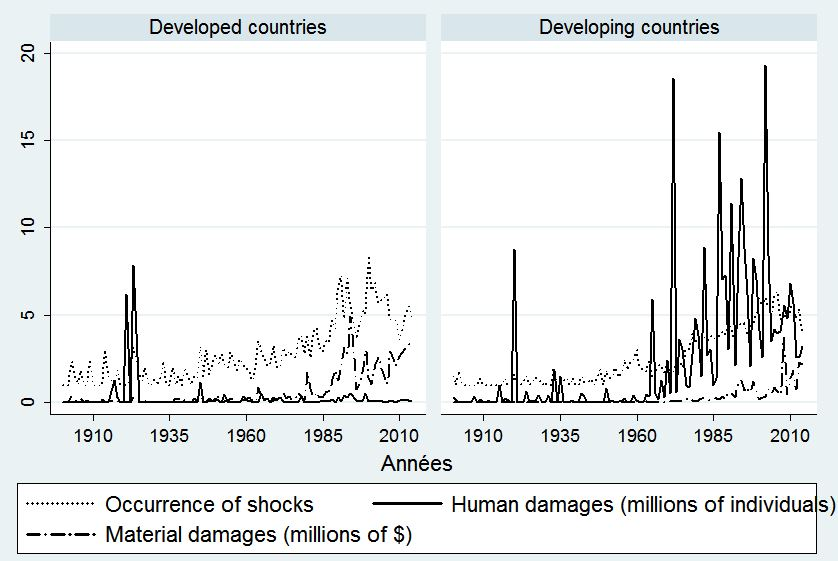 Developed countries
Developing countries
20
15
10
5
0
1910 1935 1960 1985 2010
1910 1935 1960 1985 2010
Années
Occurrence of shocks
Human damages (millions of individuals)
Material damages (millions of $)